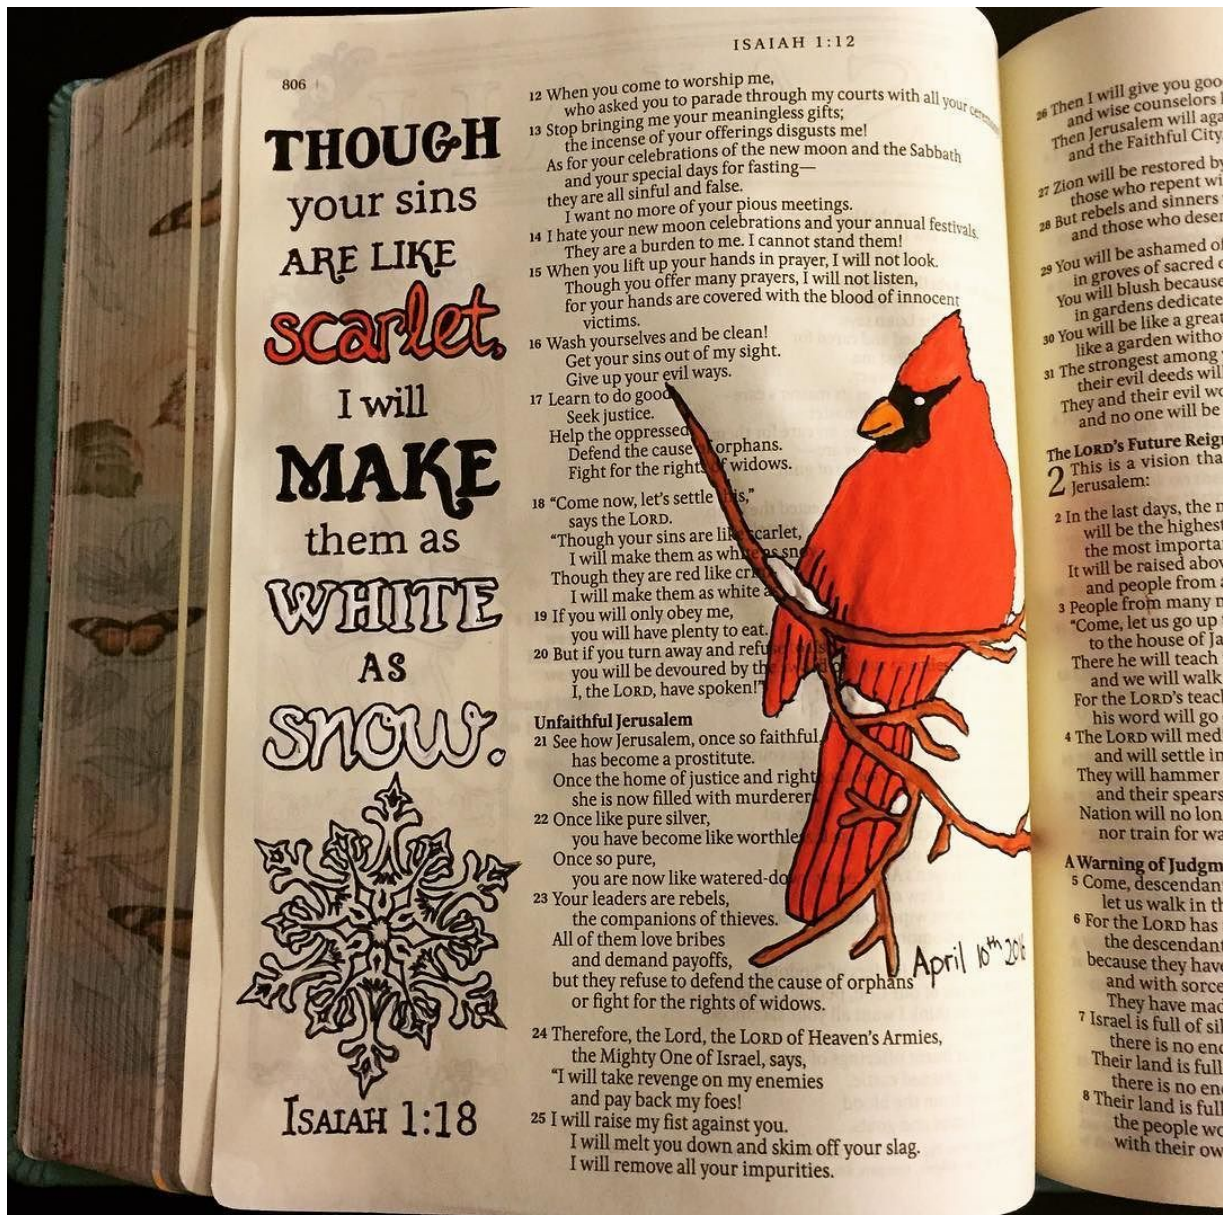 ISAIAH 1:12
806
THOUGH
your sins
ARE LIKE
scarlet,
I will
MAKE
them as
WHITE
AS
snow.
ISAIAH 1:18
12 When you come to worship me,
who asked you to parade through my courts with all your
13 Stop bringing me your meaningless gifts;
the incense of your offerings disgusts me!
As for your celebrations of the new moon and the Sabbath
and your special days for fasting—
they are all sinful and false.
I want no more of your pious meetings.
14 I hate your new moon celebrations and your annual festivals.
They are a burden to me. I cannot stand them!
15 When you lift up your hands in prayer, I will not look.
Though you offer many prayers, I will not listen,
for your hands are covered with the blood of innocent
victims.
16 Wash yourselves and be clean!
Get your sins out of my sight.
Give up your evil ways.
17 Learn to do good
Seek justice.
Help the oppressed
Defend the cause of orphans.
Fight for the rights of widows.
18 “Come now, let’s settle this,”
says the LORD.
“Though your sins are like scarlet,
I will make them as white as snow
Though they are red like
I will make them as white
19 If you will only obey me,
you will have plenty to eat.
20 But if you turn away and refuse
you will be devoured by the sword of
I, the LORD, have spoken!”
Unfaithful Jerusalem
21 See how Jerusalem, once so faithful,
has become a prostitute.
Once the home of justice and
she is now filled with
22 Once like pure silver,
you have become like
Once so pure,
you are now like
23 Your leaders are rebels,
the companions of thieves.
All of them love bribes
and demand payoffs,
but they refuse to defend the cause of orphans
or fight for the rights of widows.
April 10th
24 Therefore, the Lord, the LORD of Heaven’s Armies,
the Mighty One of Israel, says,
“I will take revenge on my enemies
and pay back my foes!
25 I will raise my fist against you.
I will melt you down and skim off your slag.
I will remove all your impurities.
26 Then I will give you
and wise counselors
Then Jerusalem will
and the Faithful City.
27 Zion will be restored by
those who repent
28 But rebels and sinners
and those who
29 You will be ashamed of
in groves of sacred
You will blush because
in gardens
30 You will be like a great
like a garden
31 The strongest among
their evil deeds will
They and their evil
and no one will be
The LORD’s Future
2 This is a vision that
Jerusalem:
2 In the last days, the
will be the highest
the most
It will be raised
and people from
3 People from many
“Come, let us go up
to the house of
There he will teach
and we will walk
For the LORD’s
his word will go
4 The LORD will
and will settle
They will hammer
and their spears
Nation will no
nor train for
A Warning of
5 Come,
let us walk in
6 For the LORD has
the
because they have
and with
They have
7 Israel is full of
there is no
Their land is full
there is no
8 Their land is full
the people
with their